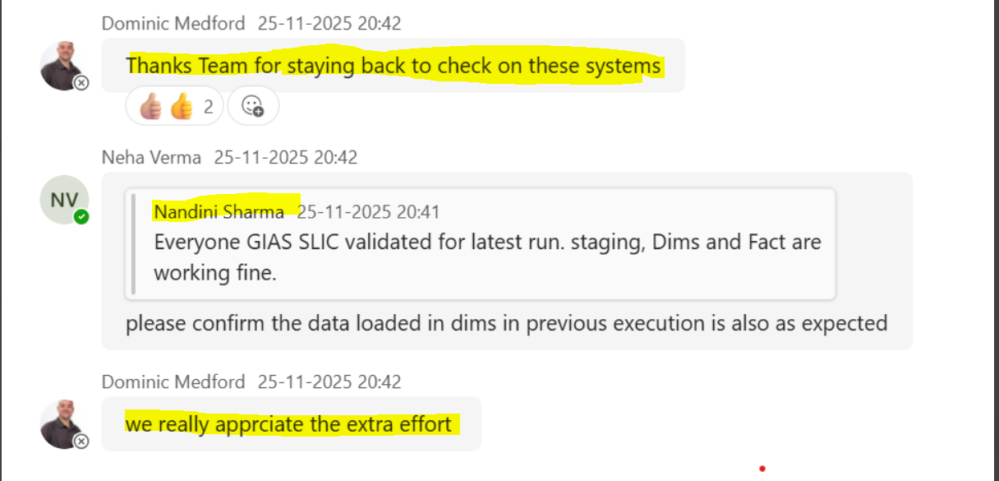 Dominic Medford 25-11-2025 20:42
Thanks Team for staying back to check on these systems
2
Neha Verma 25-11-2025 20:42
NV
Nandini Sharma 25-11-2025 20:41
Everyone GIAS SLIC validated for latest run. staging, Dims and Fact are
working fine.
please confirm the data loaded in dims in previous execution is also as expected
Dominic Medford 25-11-2025 20:42
we really apprciate the extra effort